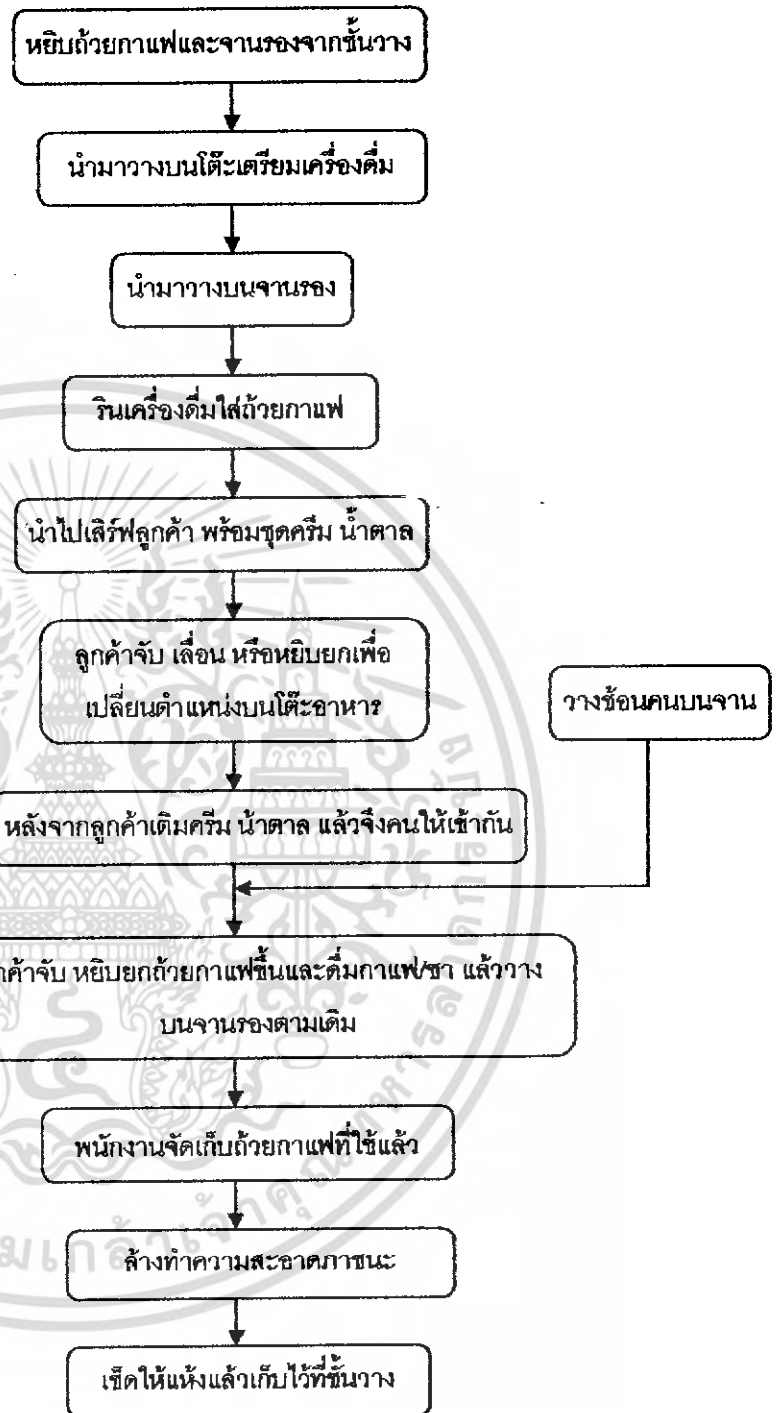 หยิบถ้วยกาแฟและจานรองจากชั้นวาง
นำมาวางบนโต๊ะเตรียมเครื่องดื่ม
นำมาวางบนจานรอง
รินเครื่องดื่มใส่ถ้วยกาแฟ
นำไปเสิร์ฟลูกค้า พร้อมชุดครีม น้ำตาล
ลูกค้าจับ เลื่อน หรือหยิบยกเพื่อ
เปลี่ยนตำแหน่งบนโต๊ะอาหาร
วางช้อนคนบนจาน
หลังจากลูกค้าเติมครีม น้ำตาล แล้วจึงคนให้เข้ากัน
ค้าจับ หยิบยกถ้วยกาแฟขึ้นและดื่มกาแฟ/ชา แล้ววาง
บนจานรองตามเดิม
พนักงานจัดเก็บถ้วยกาแฟที่ใช้แล้ว
ล้างทำความสะอาดภาชนะ
เช็ดให้แห้งแล้วเก็บไว้ที่ชั้นวาง